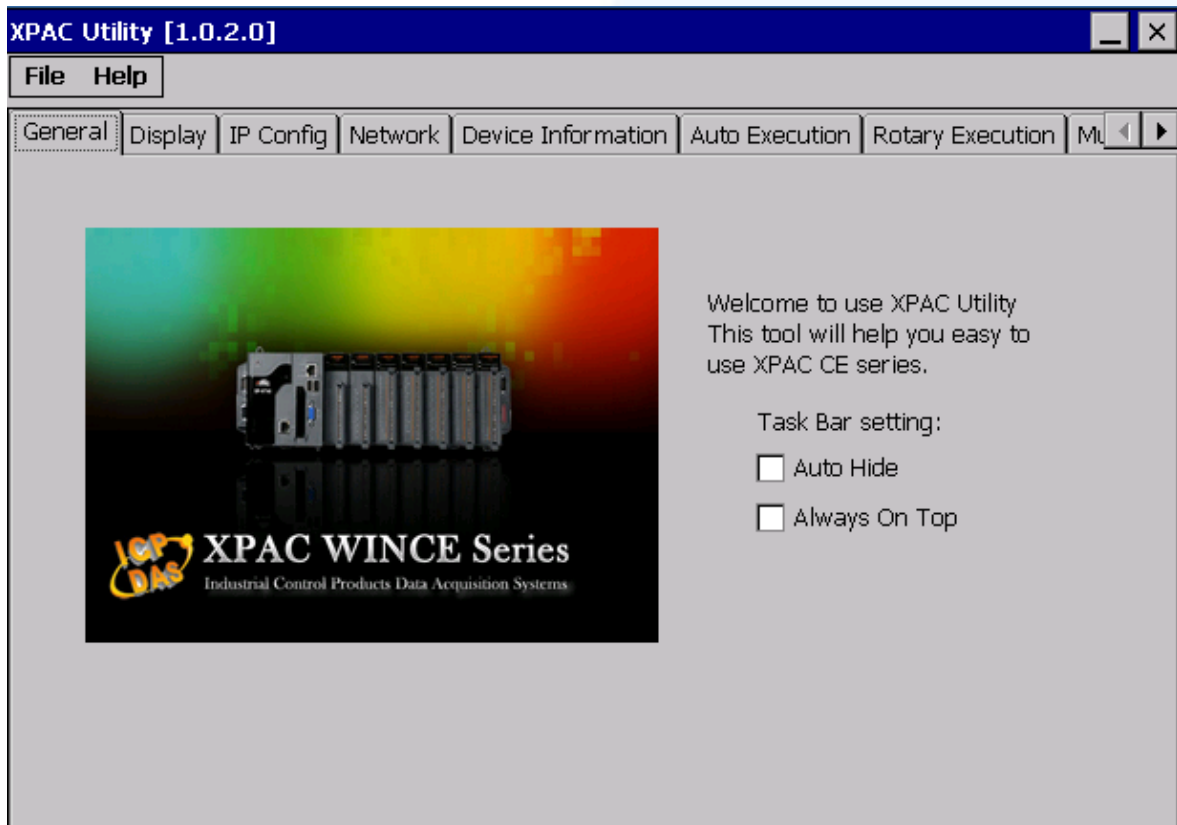 XPAC Utility [1.0.2.0]
File Help
General Display IP Config Network Device Information Auto Execution Rotary Execution
Welcome to use XPAC Utility
This tool will help you easy to
use XPAC CE series.
Task Bar setting:
Auto Hide
Always On Top
ICP
DAS
XPAC WINCE Series
Industrial Control Products Data Acquisition Systems